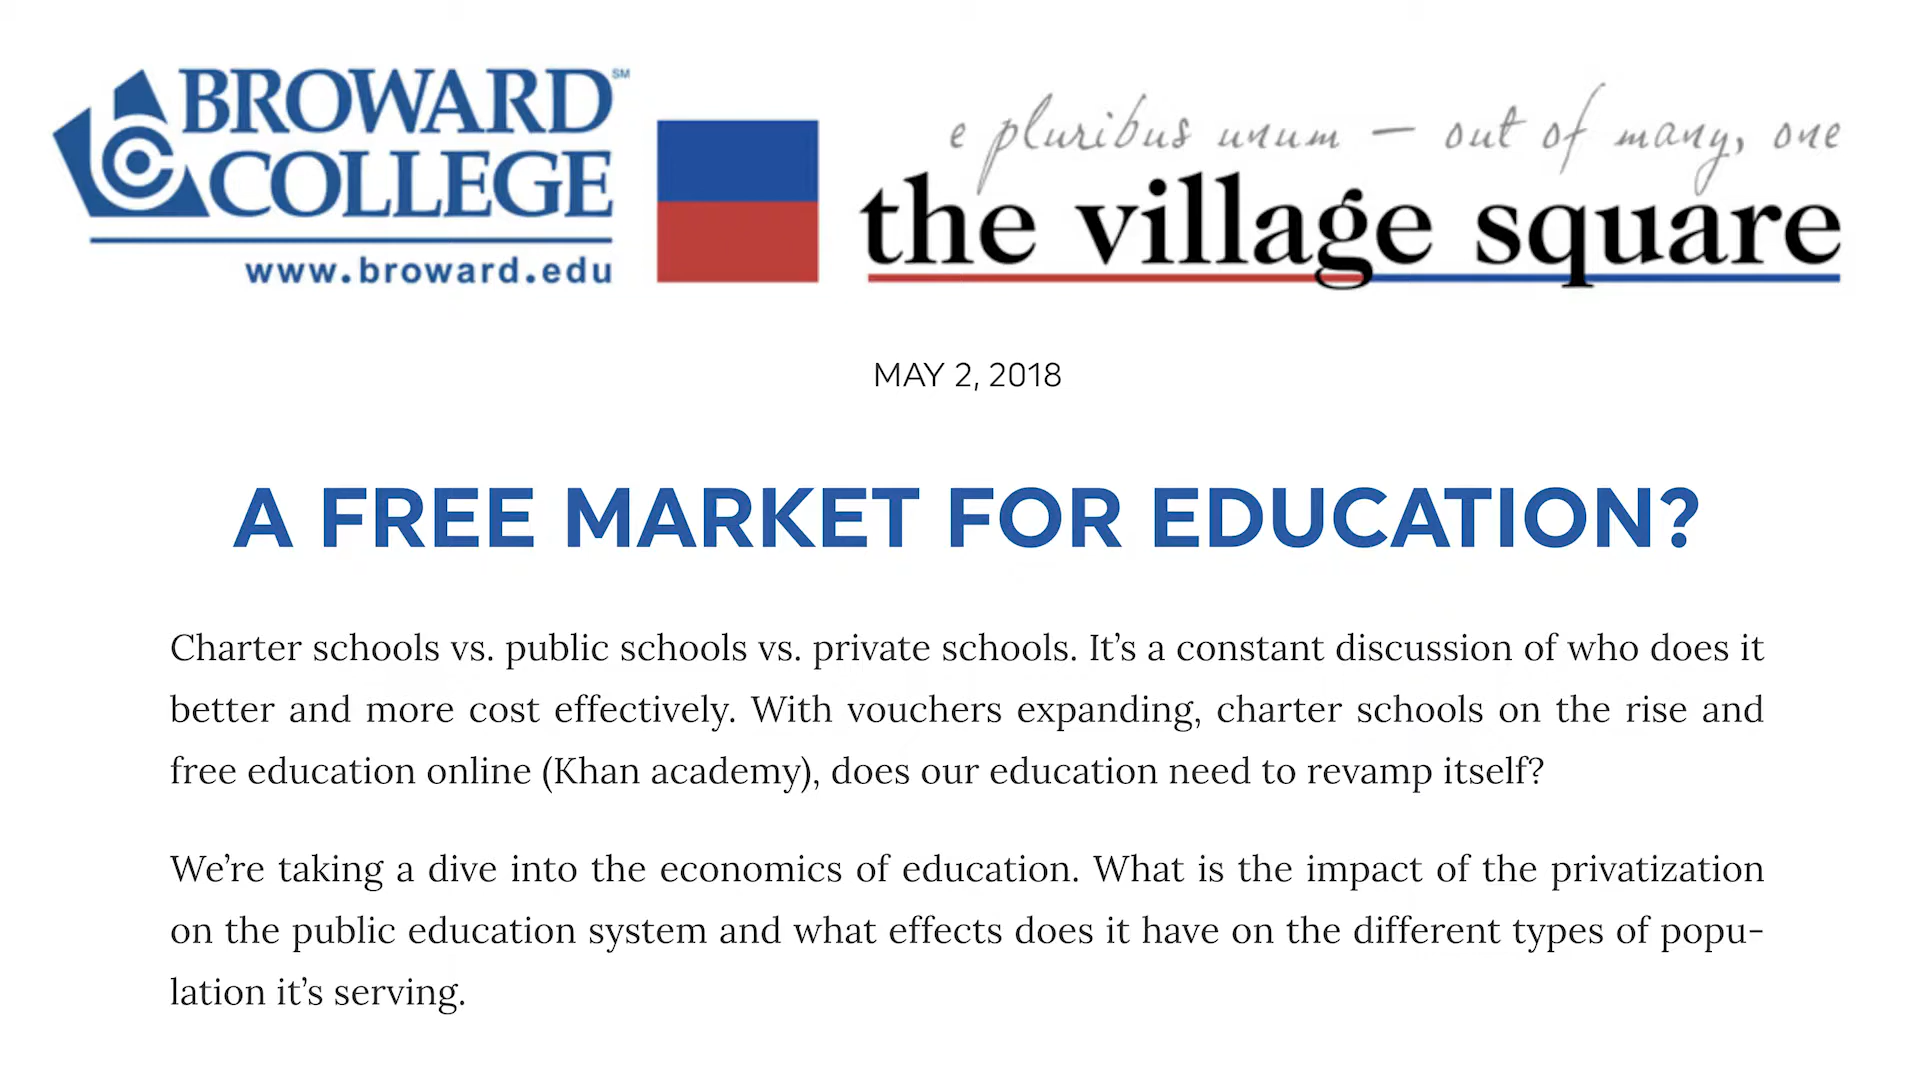 BROWARD SM
COLLEGE
www.broward.edu
e pluribus unum — out of many, one
the village square
MAY 2, 2018
A FREE MARKET FOR EDUCATION?
Charter schools vs. public schools vs. private schools. It’s a constant discussion of who does it
better and more cost effectively. With vouchers expanding, charter schools on the rise and
free education online (Khan academy), does our education need to revamp itself?
We’re taking a dive into the economics of education. What is the impact of the privatization
on the public education system and what effects does it have on the different types of popu-
lation it’s serving.